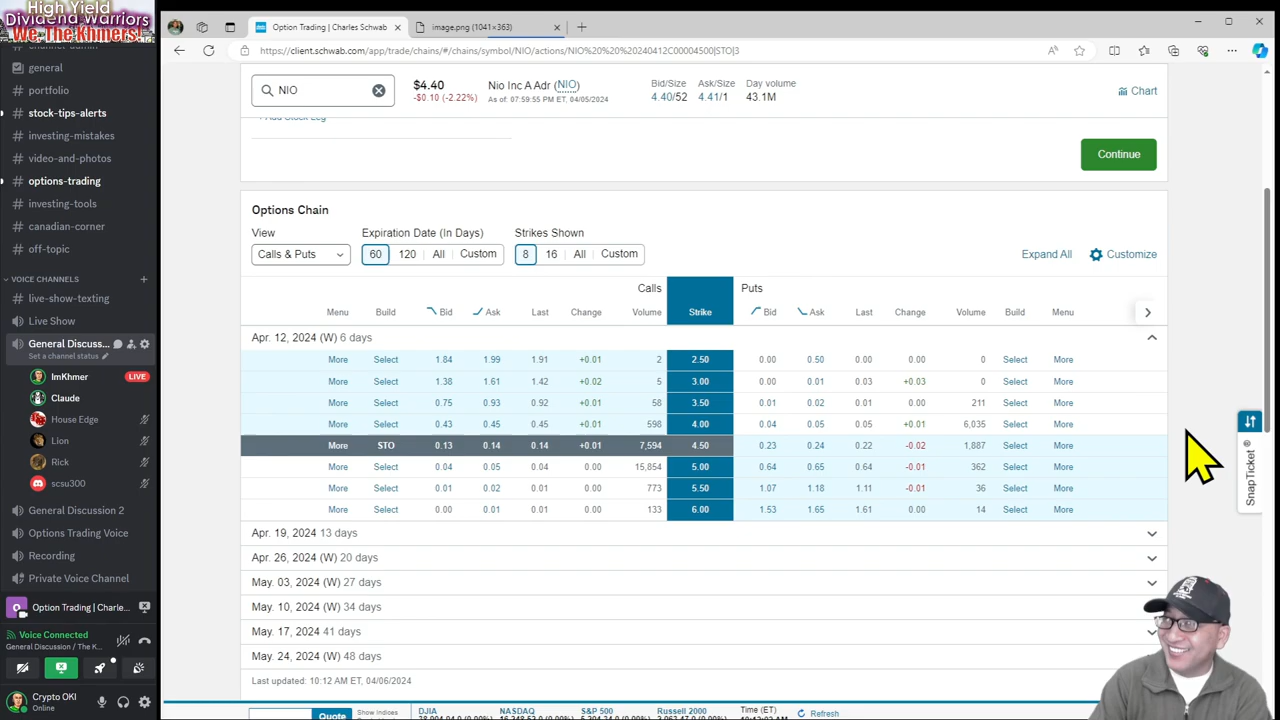 High Yield
Dividend Warriors
We The Khmers!
channel-admin
general
portfolio
stock-tips-alerts
investing-mistakes
video-and-photos
options-trading
investing-tools
canadian-corner
off-topic
VOICE CHANNELS
live-show-texting
Live Show
General Discuss...
Set a channel status
ImKhmer LIVE
Claude
House Edge
Lion
Rick
scsu300
General Discussion 2
Options Trading Voice
Recording
Private Voice Channel
Option Trading | Charle...
Voice Connected
General Discussion / The K...
Crypto OKI
Online
Option Trading | Charles Schwab
image.png (1041×363)
https://client.schwab.com/app/trade/chains/#/chains/symbol/NIO/actions/NIO%20%20%20240412C00004500|STO|3
NIO
$4.40
-$0.10 (-2.22%)
Nio Inc A Adr (NIO)
As of: 07:59:55 PM ET, 04/05/2024
Bid/Size
4.40/52
Ask/Size
4.41/1
Day volume
43.1M
Chart
+ Add Stock Leg
Continue
Options Chain
View Expiration Date (In Days) Strikes Shown
Calls & Puts 60 120 All Custom 8 16 All Custom Expand All Customize
Calls Puts
Menu Build Bid Ask Last Change Volume Strike Bid Ask Last Change Volume Build Menu
Apr. 12, 2024 (W) 6 days
More Select 1.84 1.99 1.91 +0.01 2 2.50 0.00 0.50 0.00 0.00 0 Select More
More Select 1.38 1.61 1.42 +0.02 5 3.00 0.00 0.01 0.03 +0.03 0 Select More
More Select 0.75 0.93 0.92 +0.01 58 3.50 0.01 0.02 0.01 0.00 211 Select More
More Select 0.43 0.45 0.45 +0.01 598 4.00 0.04 0.05 0.05 +0.01 6,035 Select More
More STO 0.13 0.14 0.14 +0.01 7,594 4.50 0.23 0.24 0.22 -0.02 1,887 Select More
More Select 0.04 0.05 0.04 0.00 15,854 5.00 0.64 0.65 0.64 -0.01 362 Select More
More Select 0.01 0.02 0.01 0.00 773 5.50 1.07 1.18 1.11 -0.01 36 Select More
More Select 0.00 0.01 0.01 0.00 133 6.00 1.53 1.65 1.61 0.00 14 Select More
Apr. 19, 2024 13 days
Apr. 26, 2024 (W) 20 days
May. 03, 2024 (W) 27 days
May. 10, 2024 (W) 34 days
May. 17, 2024 41 days
May. 24, 2024 (W) 48 days
Last updated: 10:12 AM ET, 04/06/2024
SnapTicket®
Quote
Show Indices
DJIA
NASDAQ
S&P 500
Russell 2000
Time (ET)
Refresh